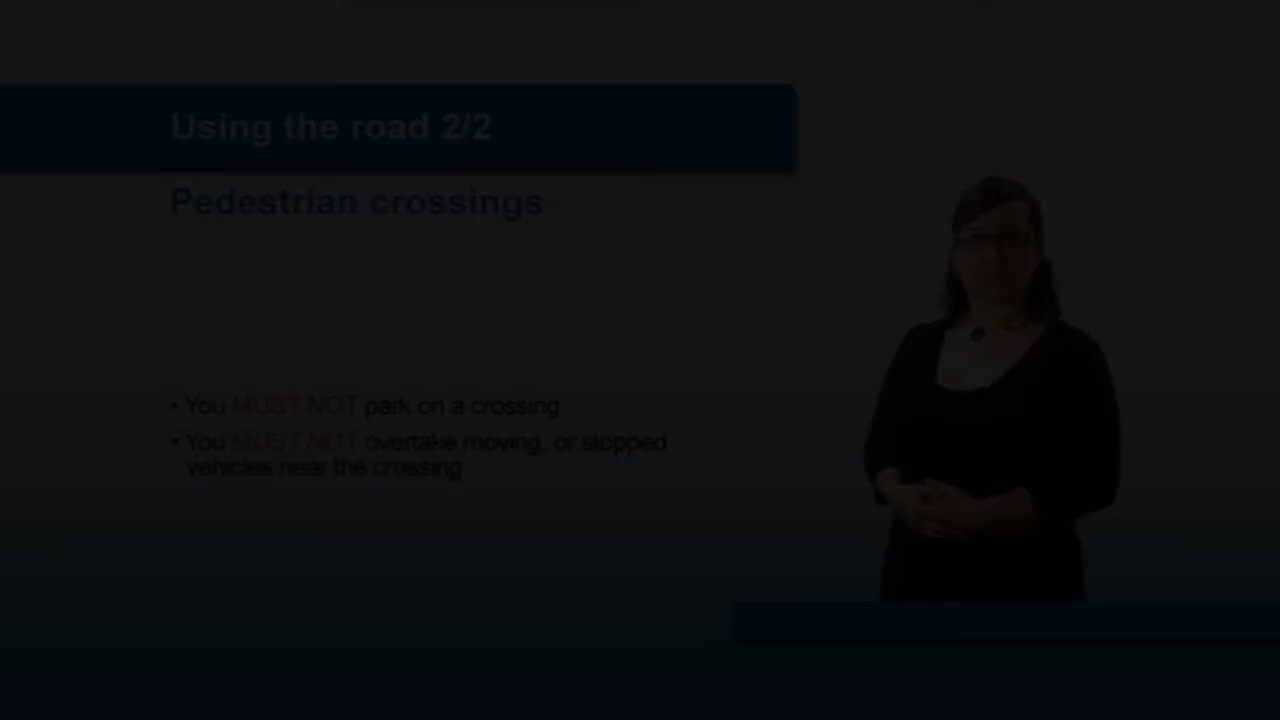 Using the road 2/2
Pedestrian crossings
• You MUST NOT park on a crossing
• You MUST NOT overtake moving or stopped
vehicles near the crossing